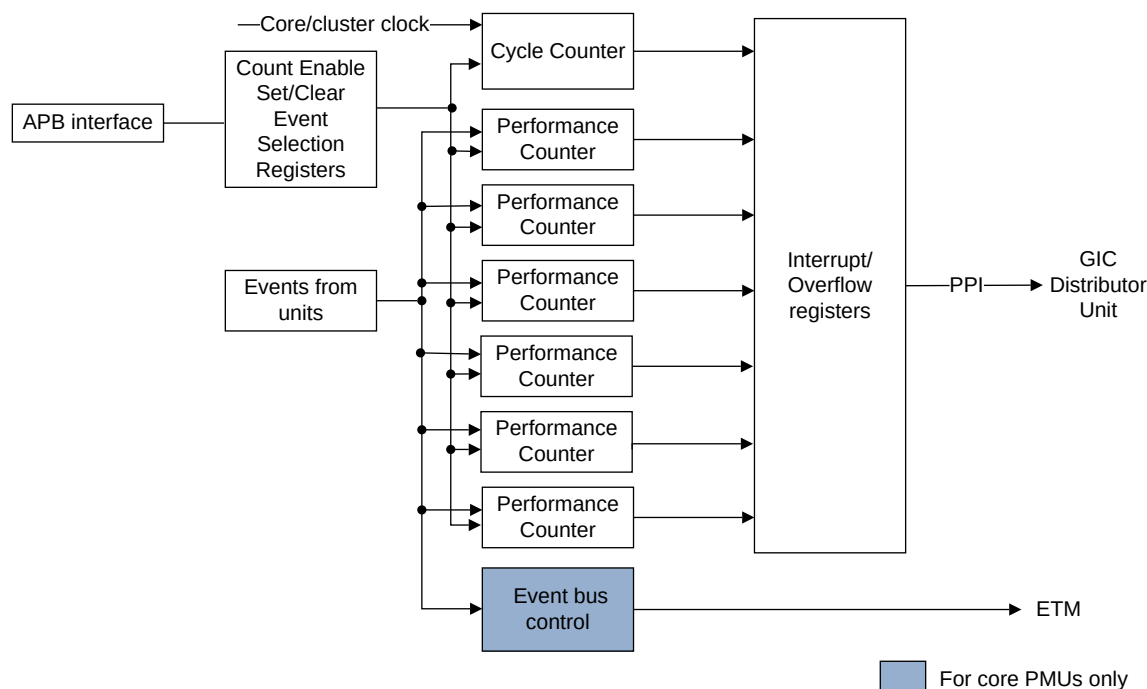 Core/cluster clock
Cycle Counter
Count Enable
Set/Clear
Event
Selection
Registers
APB interface
Performance
Counter
Performance
Counter
Events from
units
Performance
Counter
Performance
Counter
Performance
Counter
Performance
Counter
Interrupt/
Overflow
registers
PPI
GIC
Distributor
Unit
Event bus
control
ETM
For core PMUs only